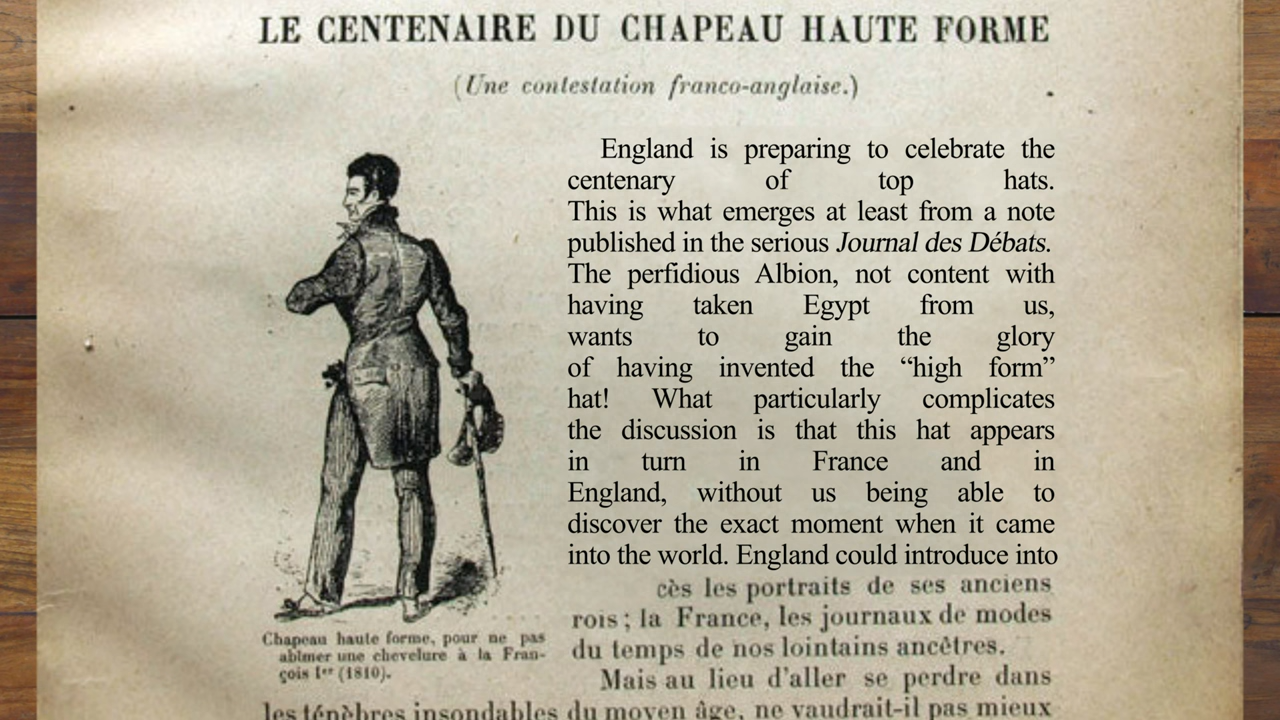 LE CENTENAIRE DU CHAPEAU HAUTE FORME
(Une contestation franco-anglaise.)
England is preparing to celebrate the
centenary of top hats.
This is what emerges at least from a note
published in the serious Journal des Débats.
The perfidious Albion, not content with
having taken Egypt from us,
wants to gain the glory
of having invented the “high form”
hat! What particularly complicates
the discussion is that this hat appears
in turn in France and in
England, without us being able to
discover the exact moment when it came
into the world. England could introduce into
cès les portraits de ses anciens
rois ; la France, les journaux de modes
du temps de nos lointains ancêtres.
Mais au lieu d'aller se perdre dans
les ténèbres insondables du moyen âge, ne vaudrait-il pas mieux
Chapeau haute forme, pour ne pas
abîmer une chevelure à la Fran-
çois Ier (1810).